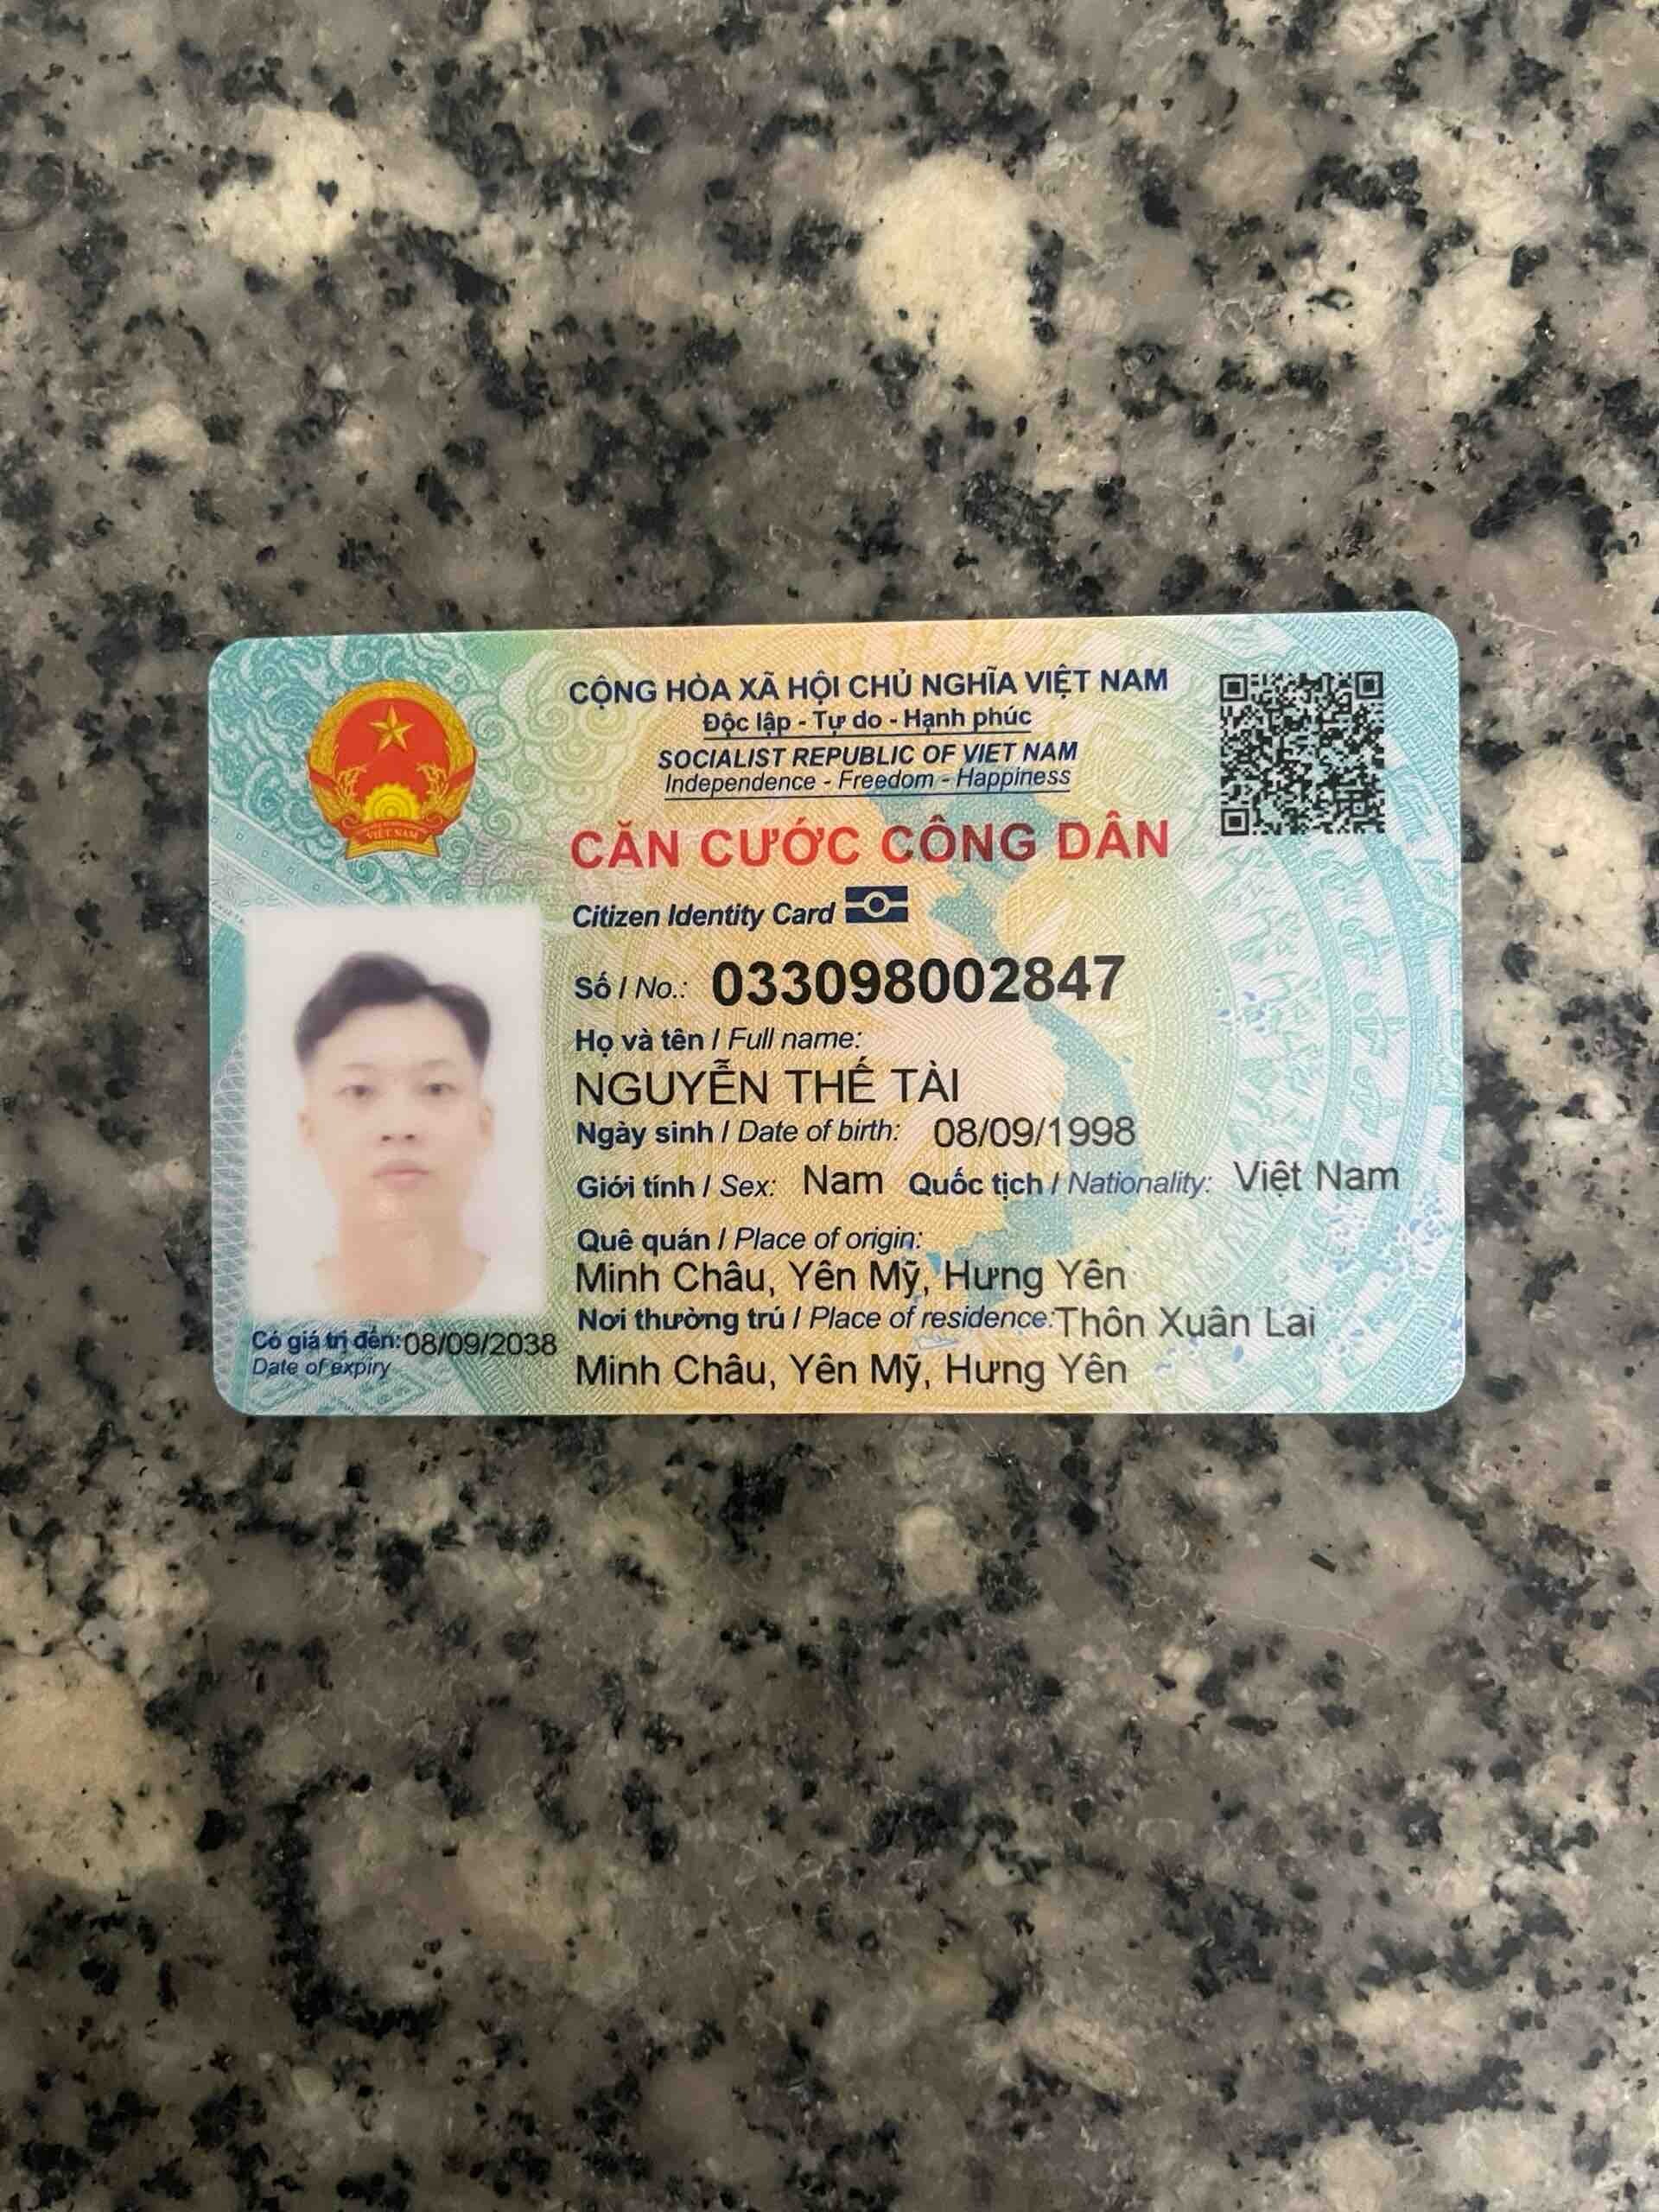 CỘNG HÒA XÃ HỘI CHỦ NGHĨA VIỆT NAM
Độc lập - Tự do - Hạnh phúc
SOCIALIST REPUBLIC OF VIET NAM
Independence - Freedom - Happiness
VIỆT NAM
CĂN CƯỚC CÔNG DÂN
Citizen Identity Card
Số / No.: 033098002847
Họ và tên / Full name:
NGUYỄN THẾ TÀI
Ngày sinh / Date of birth: 08/09/1998
Giới tính / Sex: Nam Quốc tịch / Nationality: Việt Nam
Quê quán / Place of origin:
Minh Châu, Yên Mỹ, Hưng Yên
Nơi thường trú / Place of residence: Thôn Xuân Lai
Minh Châu, Yên Mỹ, Hưng Yên
Có giá trị đến: 08/09/2038
Date of expiry